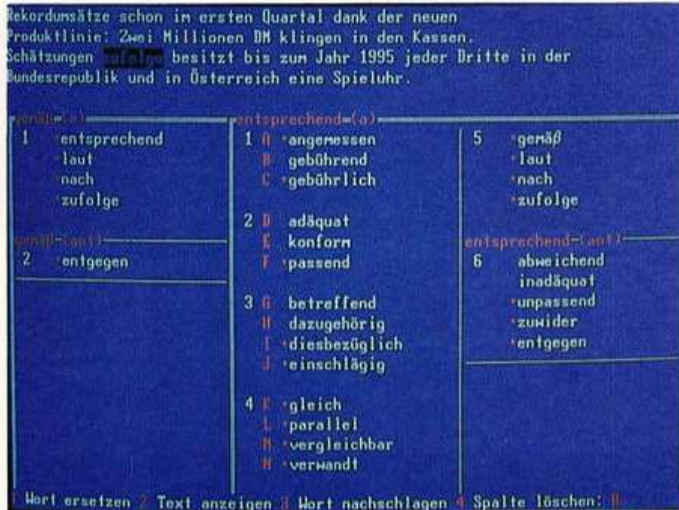 Rekordumsätze schon im ersten Quartal dank der neuen
Produktlinie: Zwei Millionen DM klingen in den Kassen.
Schätzungen zufolge besitzt bis zum Jahr 1995 jeder Dritte in der
Bundesrepublik und in Österreich eine Spieluhr.
gemäß (a)
1 *entsprechend
*laut
*nach
*zufolge
gemäß-(ant)
2 *entgegen
entsprechend=(a)
1 A *angemessen
B gebührend
C *gebührlich
2 D adäquat
E konform
F *passend
3 G betreffend
H dazugehörig
I *diesbezüglich
J *einschlägig
4 K *gleich
L *parallel
M *vergleichbar
N *verwandt
5 *gemäß
*laut
*nach
*zufolge
entsprechend-(ant)
6 abweichend
inadäquat
*unpassend
*zuwider
*entgegen
1 Wort ersetzen 2 Text anzeigen 3 Wort nachschlagen 4 Spalte löschen: 0